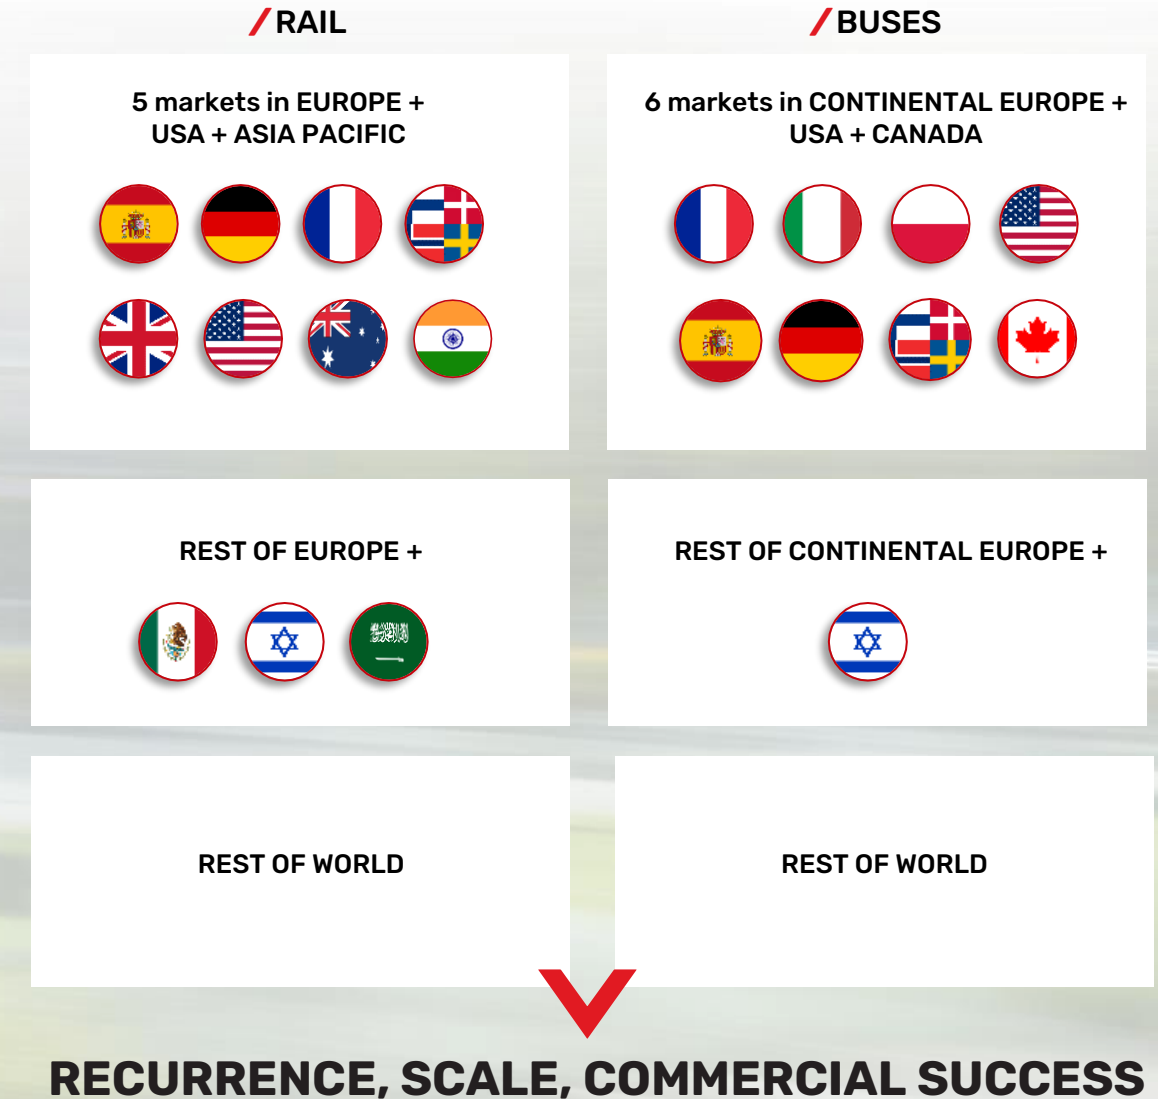 /RAIL
5 markets in EUROPE +
USA + ASIA PACIFIC
REST OF EUROPE +
REST OF WORLD
/BUSES
6 markets in CONTINENTAL EUROPE +
USA + CANADA
REST OF CONTINENTAL EUROPE +
REST OF WORLD
RECURRENCE, SCALE, COMMERCIAL SUCCESS